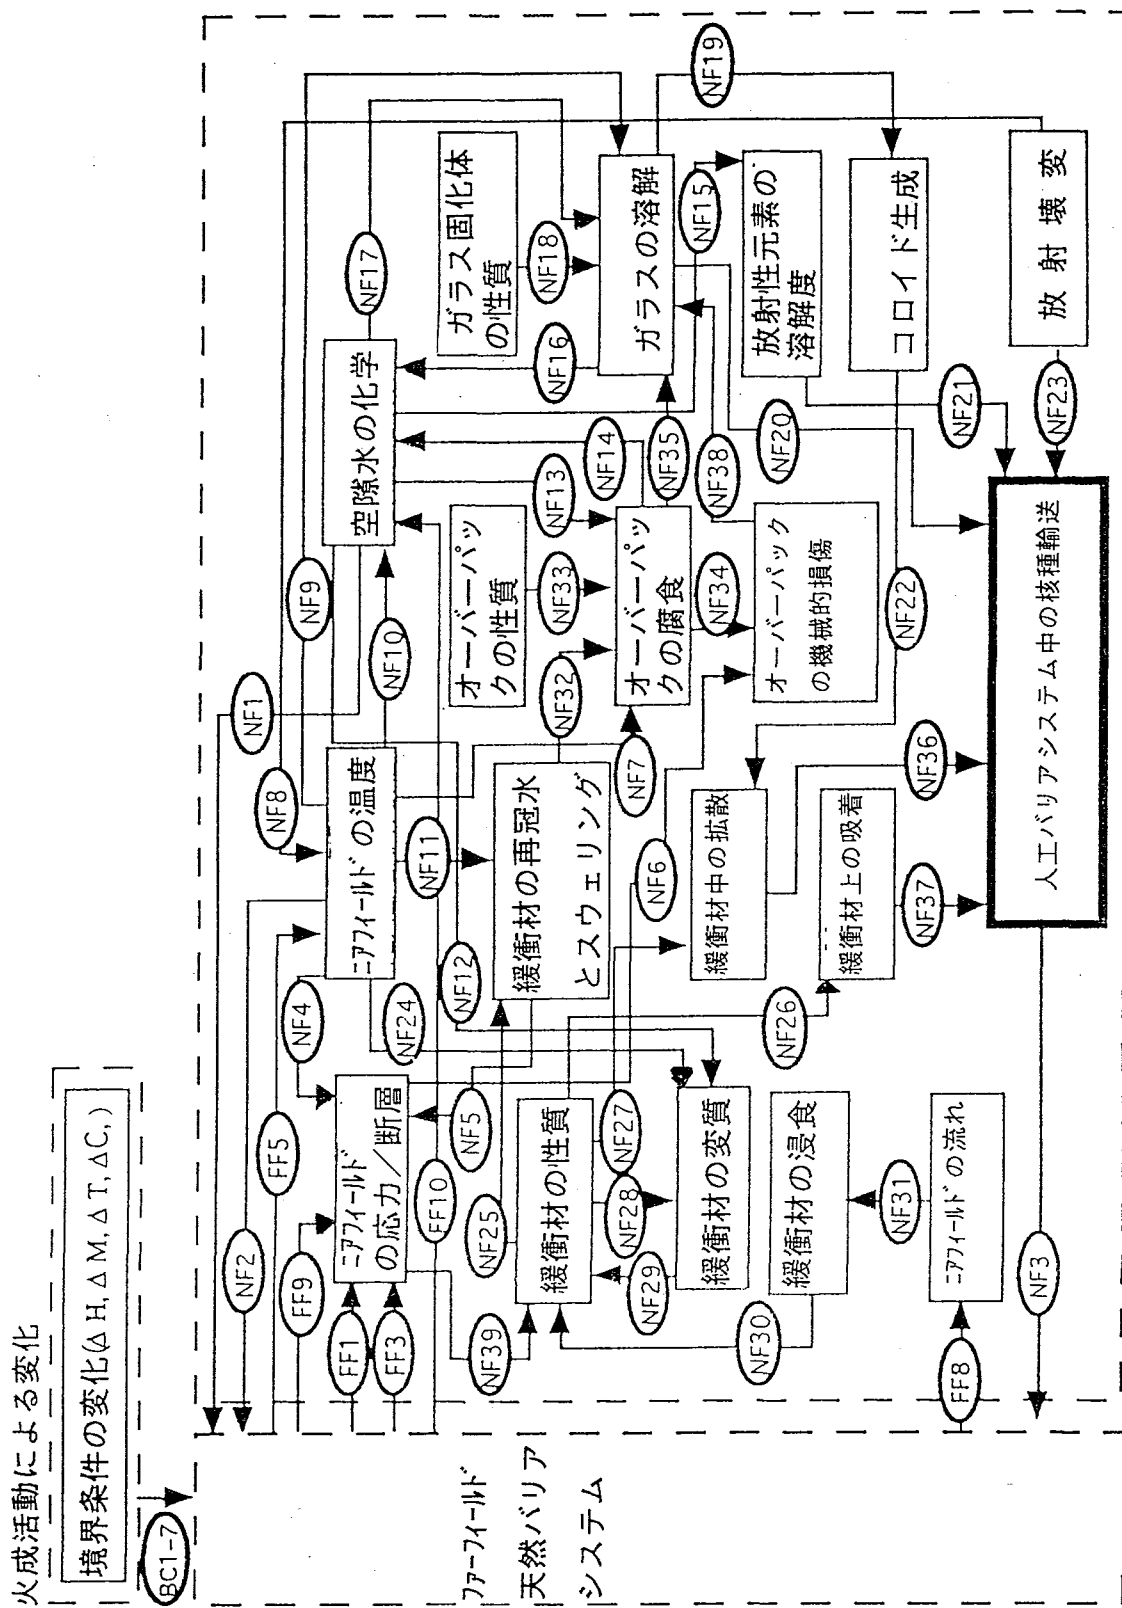 火成活動による変化
境界条件の変化(ΔH,ΔM,ΔT,ΔC,)
BC1-7
ファーフィールド
天然バリア
システム
NF1
NF2
FF5
FF9
FF1
FF3
FF10
NF4
NF8
NF9
NF10
NF17
NF19
NF24
NF11
NF12
NF5
NF39
NF25
ニアフィールド
の応力/断層
ニアフィールドの温度
空隙水の化学
ガラス固化体
の性質
NF18
NF16
NF13
NF14
NF15
緩衝材の性質
緩衝材の再冠水
とスウェリング
オーバーパッ
クの性質
NF33
NF32
NF7
オーバーパッ
クの腐食
NF35
NF34
NF38
ガラスの溶解
NF20
NF6
NF26
NF27
NF28
NF29
NF30
緩衝材の変質
緩衝材中の拡散
オーバーパック
の機械的損傷
放射性元素の
溶解度
緩衝材の浸食
緩衝材上の吸着
コロイド生成
NF31
NF37
NF36
NF22
NF21
NF23
ニアフィールドの流れ
放射壊変
FF8
NF3
人工バリアシステム中の核種輸送